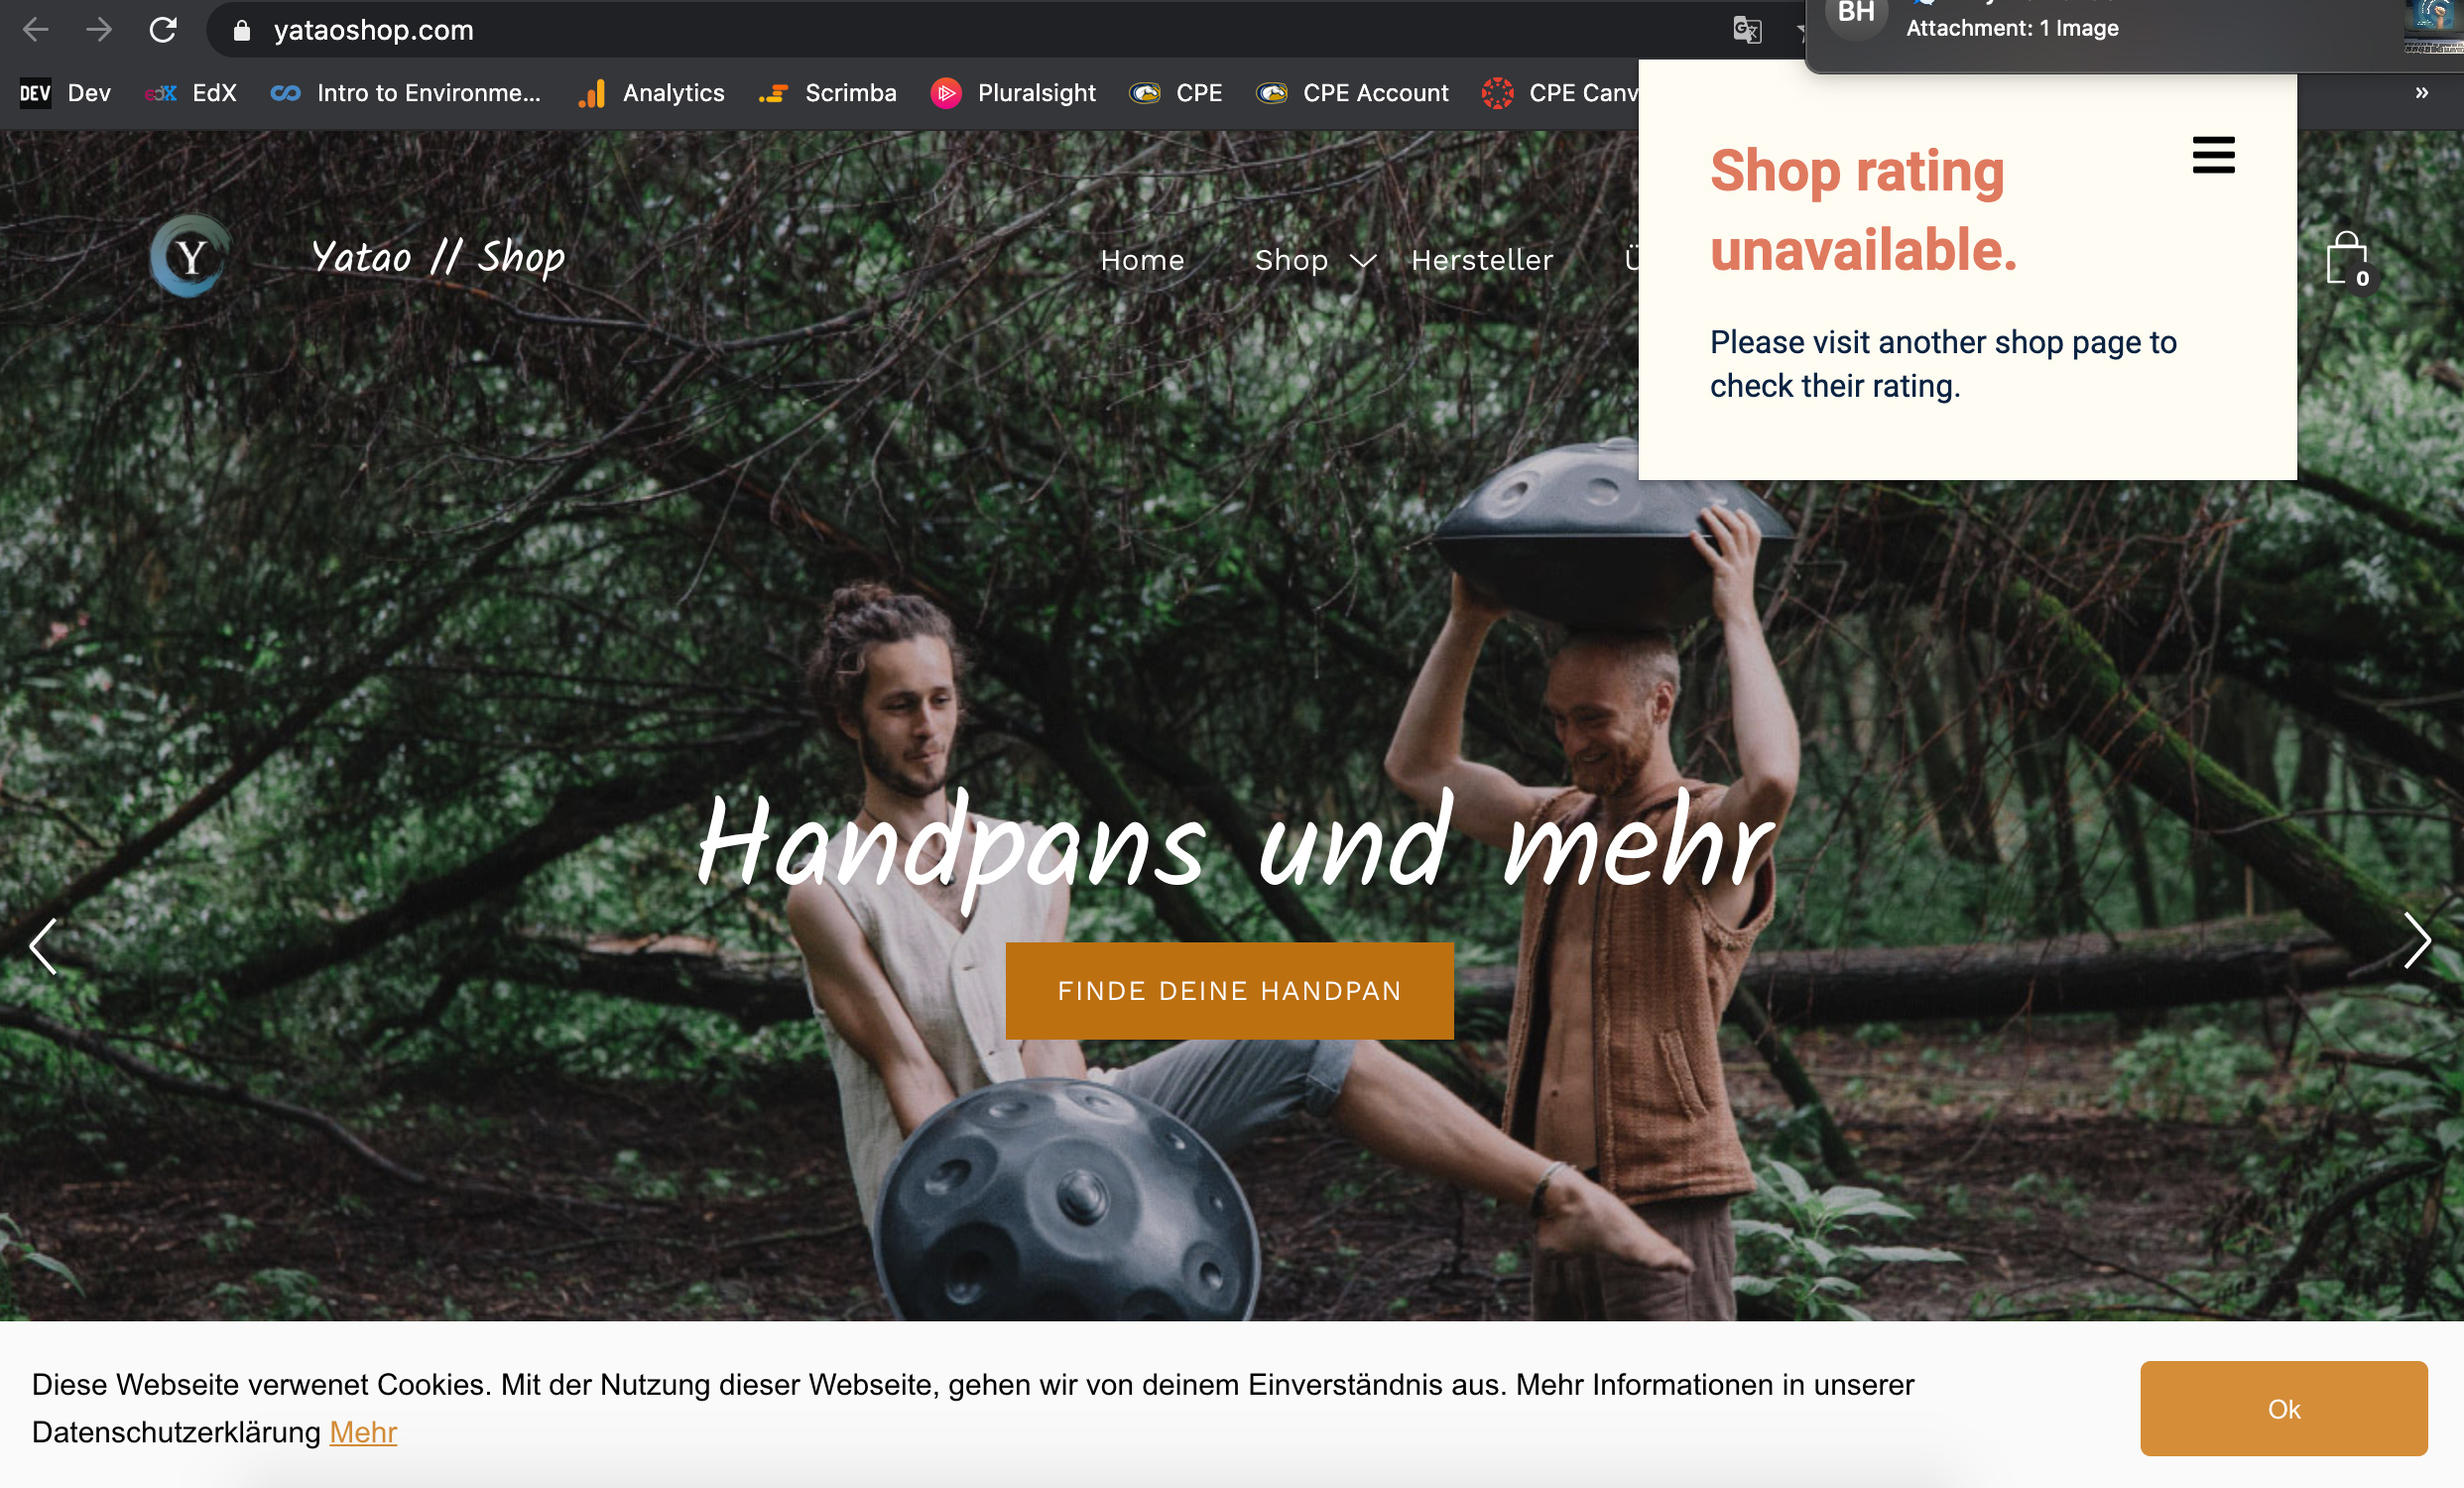 yataoshop.com
BH
Attachment: 1 Image
DEV Dev EdX Intro to Environme... Analytics Scrimba Pluralsight CPE CPE Account CPE Canv »
Shop rating
unavailable.
Please visit another shop page to
check their rating.
Y Yatao // Shop Home Shop Hersteller Ü 0
Handpans und mehr
FINDE DEINE HANDPAN
Diese Webseite verwenet Cookies. Mit der Nutzung dieser Webseite, gehen wir von deinem Einverständnis aus. Mehr Informationen in unserer
Datenschutzerklärung Mehr
Ok